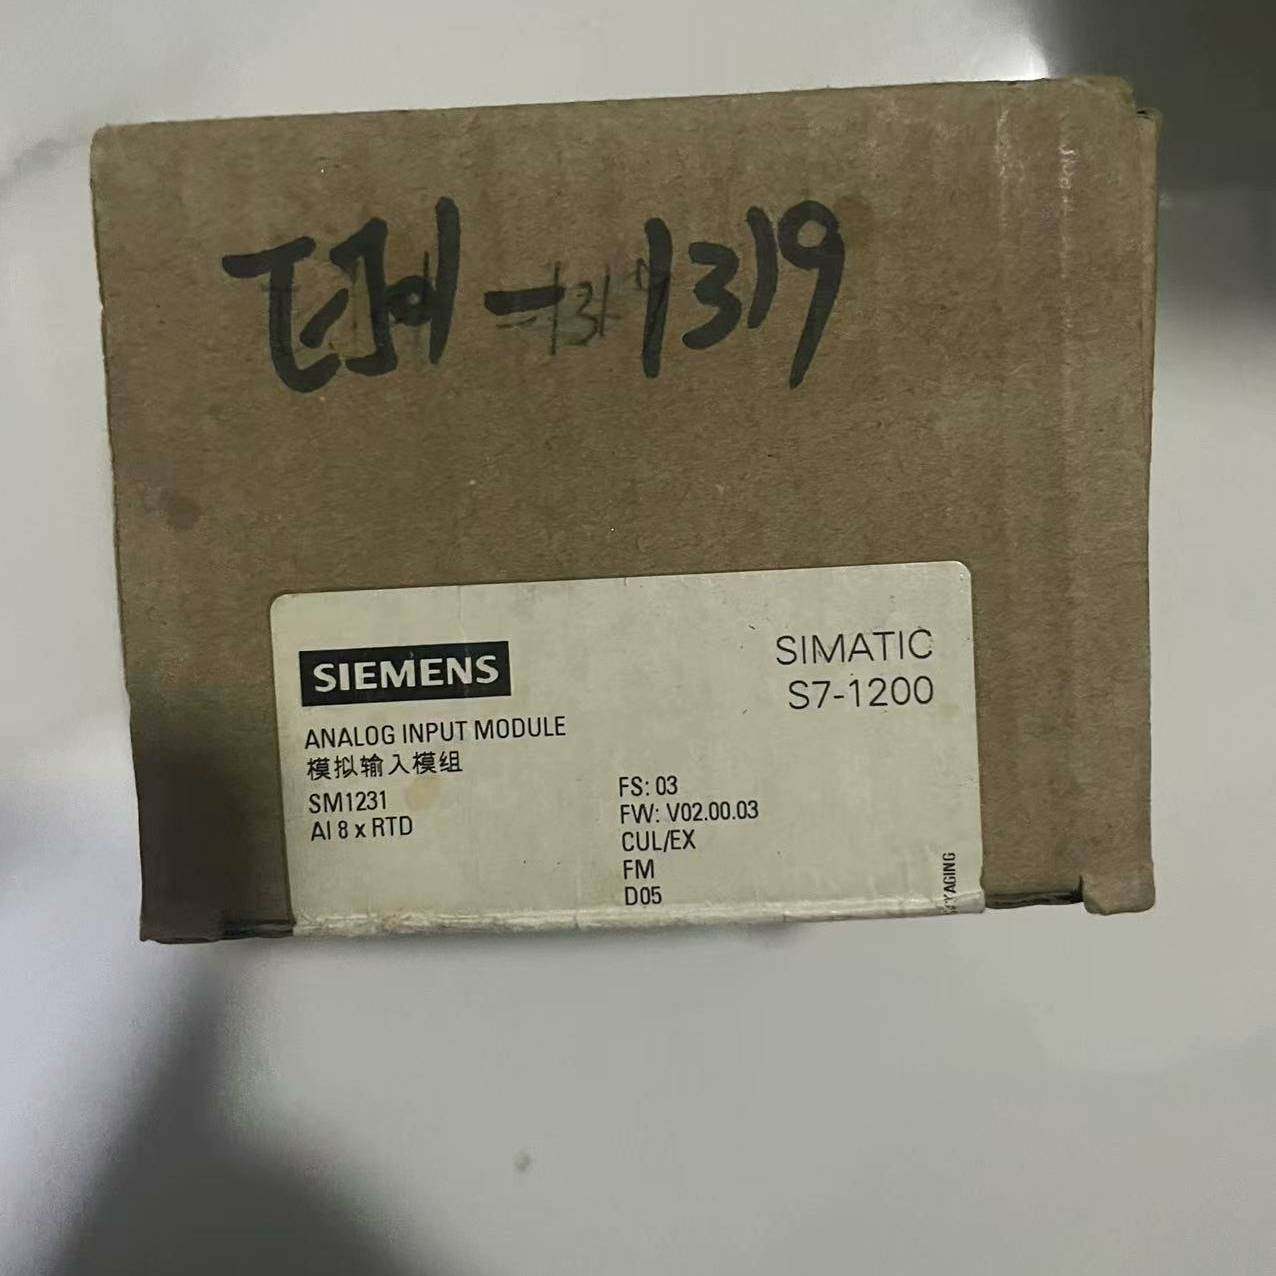 -1319
SIEMENS
SIMATIC
S7-1200
ANALOG INPUT MODULE
模拟输入模组
SM1231
AI 8 x RTD
FS: 03
FW: V02.00.03
CUL/EX
FM
D05